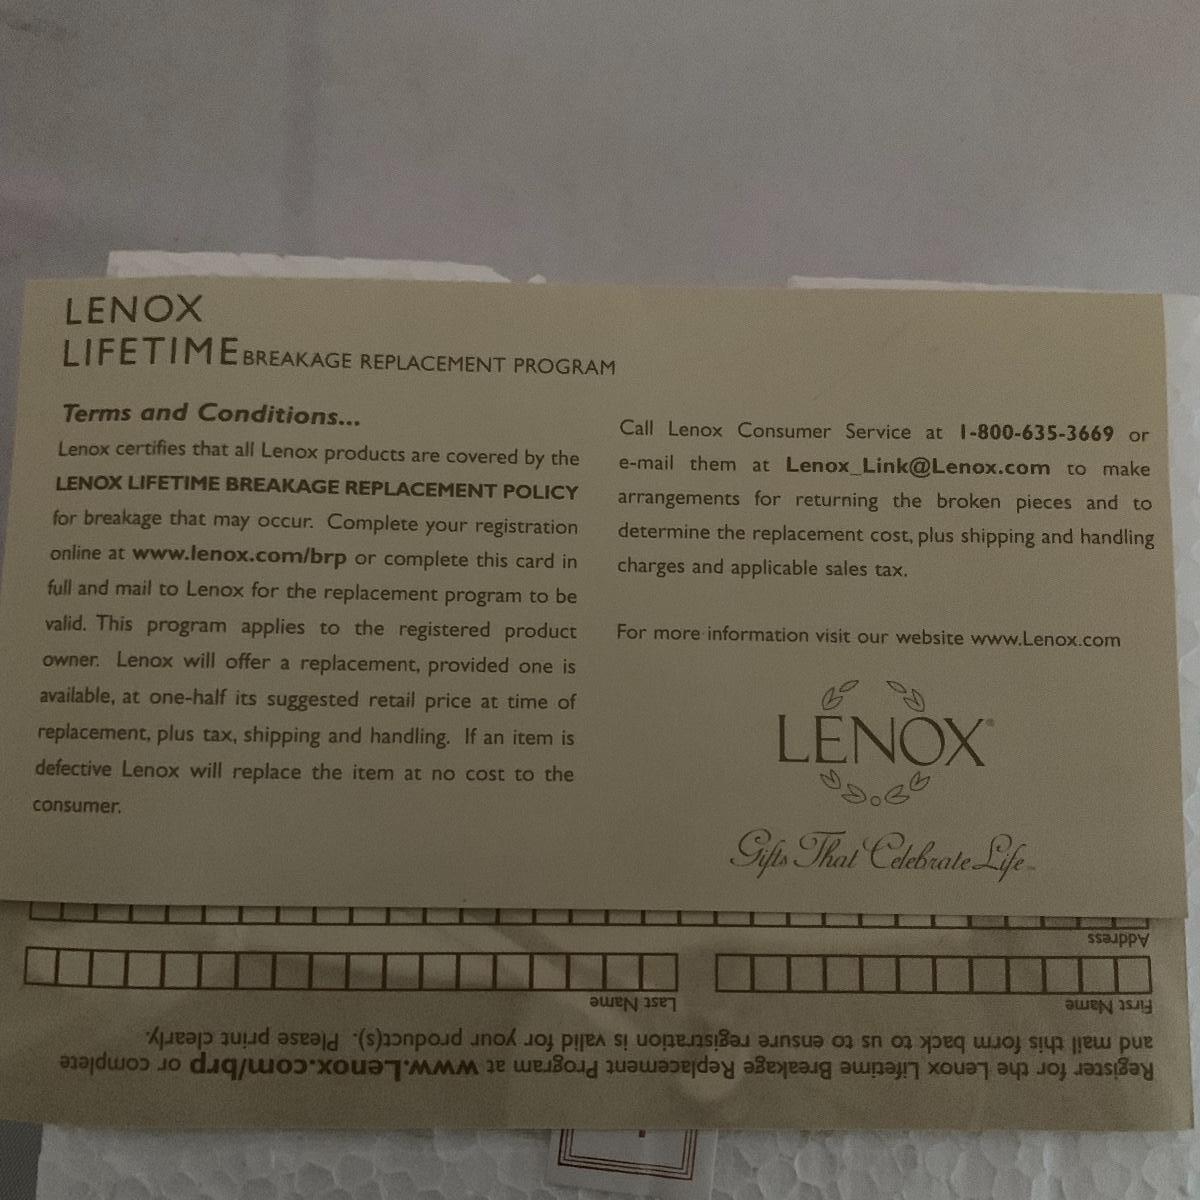 LENOX
LIFETIME BREAKAGE REPLACEMENT PROGRAM
Terms and Conditions...
Lenox certifies that all Lenox products are covered by the
LENOX LIFETIME BREAKAGE REPLACEMENT POLICY
for breakage that may occur. Complete your registration
online at www.lenox.com/brp or complete this card in
full and mail to Lenox for the replacement program to be
valid. This program applies to the registered product
owner. Lenox will offer a replacement, provided one is
available, at one-half its suggested retail price at time of
replacement, plus tax, shipping and handling. If an item is
defective Lenox will replace the item at no cost to the
consumer.
Call Lenox Consumer Service at 1-800-635-3669 or
e-mail them at Lenox_Link@Lenox.com to make
arrangements for returning the broken pieces and to
determine the replacement cost, plus shipping and handling
charges and applicable sales tax.
For more information visit our website www.Lenox.com
LENOX®
Gifts That Celebrate Life™
Register for the Lenox Lifetime Breakage Replacement Program at www.Lenox.com/brp or complete
and mail this form back to us to ensure registration is valid for your product(s). Please print clearly.
First Name
Last Name
Address